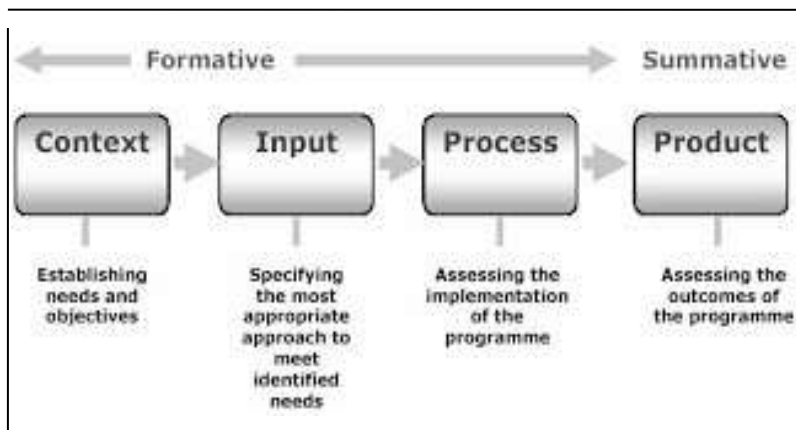 Formative Summative
Context Input Process Product
Establishing
needs and
objectives
Specifying
the most
appropriate
approach to
meet
identified
needs
Assessing the
implementation
of the
programme
Assessing the
outcomes of
the programme